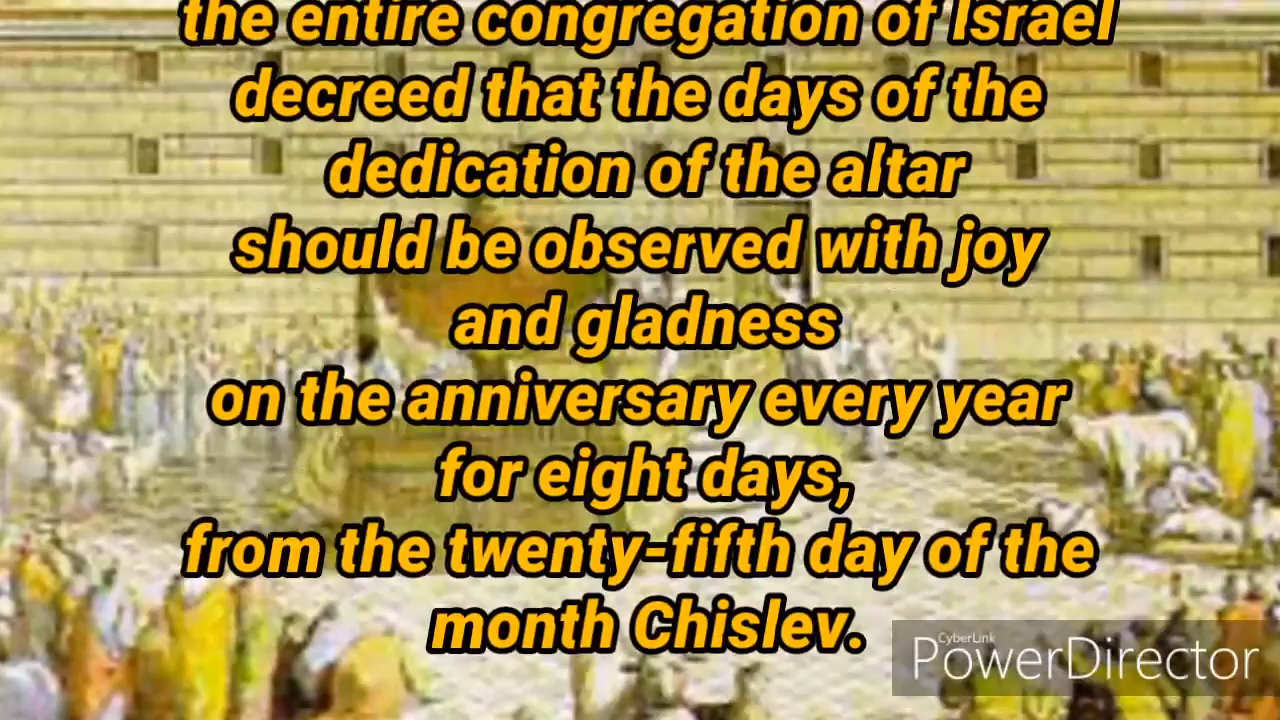 the entire congregation of Israel
decreed that the days of the
dedication of the altar
should be observed with joy
and gladness
on the anniversary every year
for eight days,
from the twenty-fifth day of the
month Chislev.
CyberLink
PowerDirector